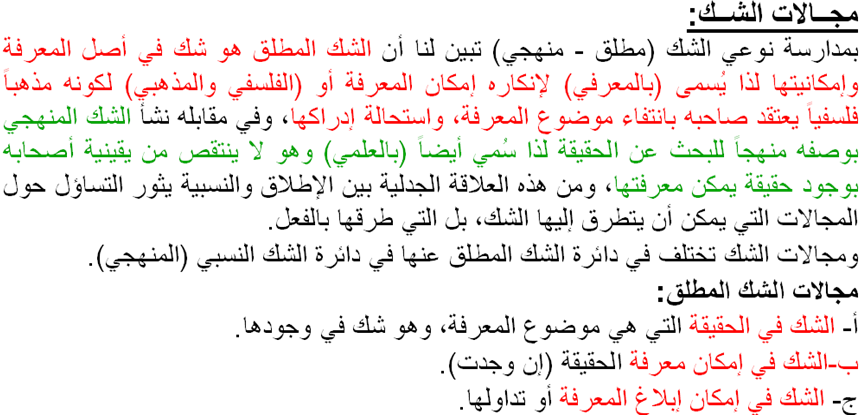 مجــالات الشــك:
بمدارسة نوعي الشك (مطلق - منهجي) تبين لنا أن الشك المطلق هو شك في أصل المعرفة
وإمكانيتها لذا يُسمى (بالمعرفي) لإنكاره إمكان المعرفة أو (الفلسفي والمذهبي) لكونه مذهباً
فلسفياً يعتقد صاحبه بانتفاء موضوع المعرفة، واستحالة إدراكها، وفي مقابله نشأ الشك المنهجي
بوصفه منهجاً للبحث عن الحقيقة لذا سُمي أيضاً (بالعلمي) وهو لا ينتقص من يقينية أصحابه
بوجود حقيقة يمكن معرفتها، ومن هذه العلاقة الجدلية بين الإطلاق والنسبية يثور التساؤل حول
المجالات التي يمكن أن يتطرق إليها الشك، بل التي طرقها بالفعل.
ومجالات الشك تختلف في دائرة الشك المطلق عنها في دائرة الشك النسبي (المنهجي).
مجالات الشك المطلق:
أ- الشك في الحقيقة التي هي موضوع المعرفة، وهو شك في وجودها.
ب-الشك في إمكان معرفة الحقيقة (إن وجدت).
ج- الشك في إمكان إبلاغ المعرفة أو تداولها.